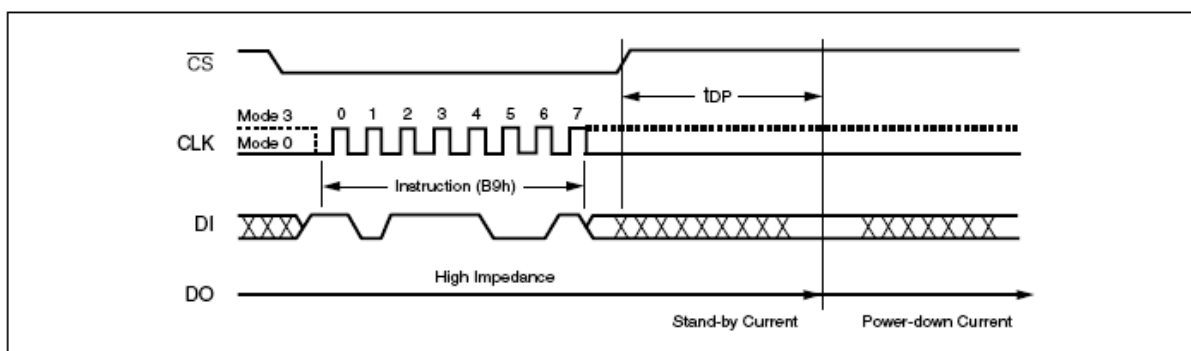 CS
tDP
Mode 3
0 1 2 3 4 5 6 7
CLK
Mode 0
Instruction (B9h)
DI
High Impedance
DO
Stand-by Current
Power-down Current